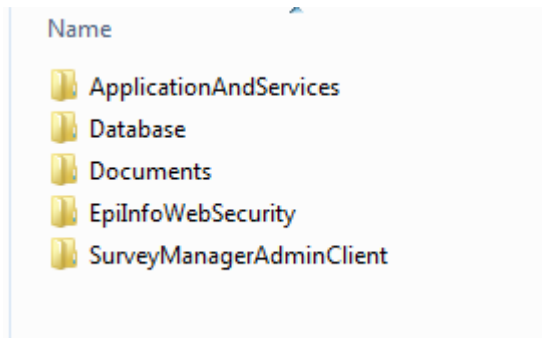 Name
ApplicationAndServices
Database
Documents
EpiInfoWebSecurity
SurveyManagerAdminClient